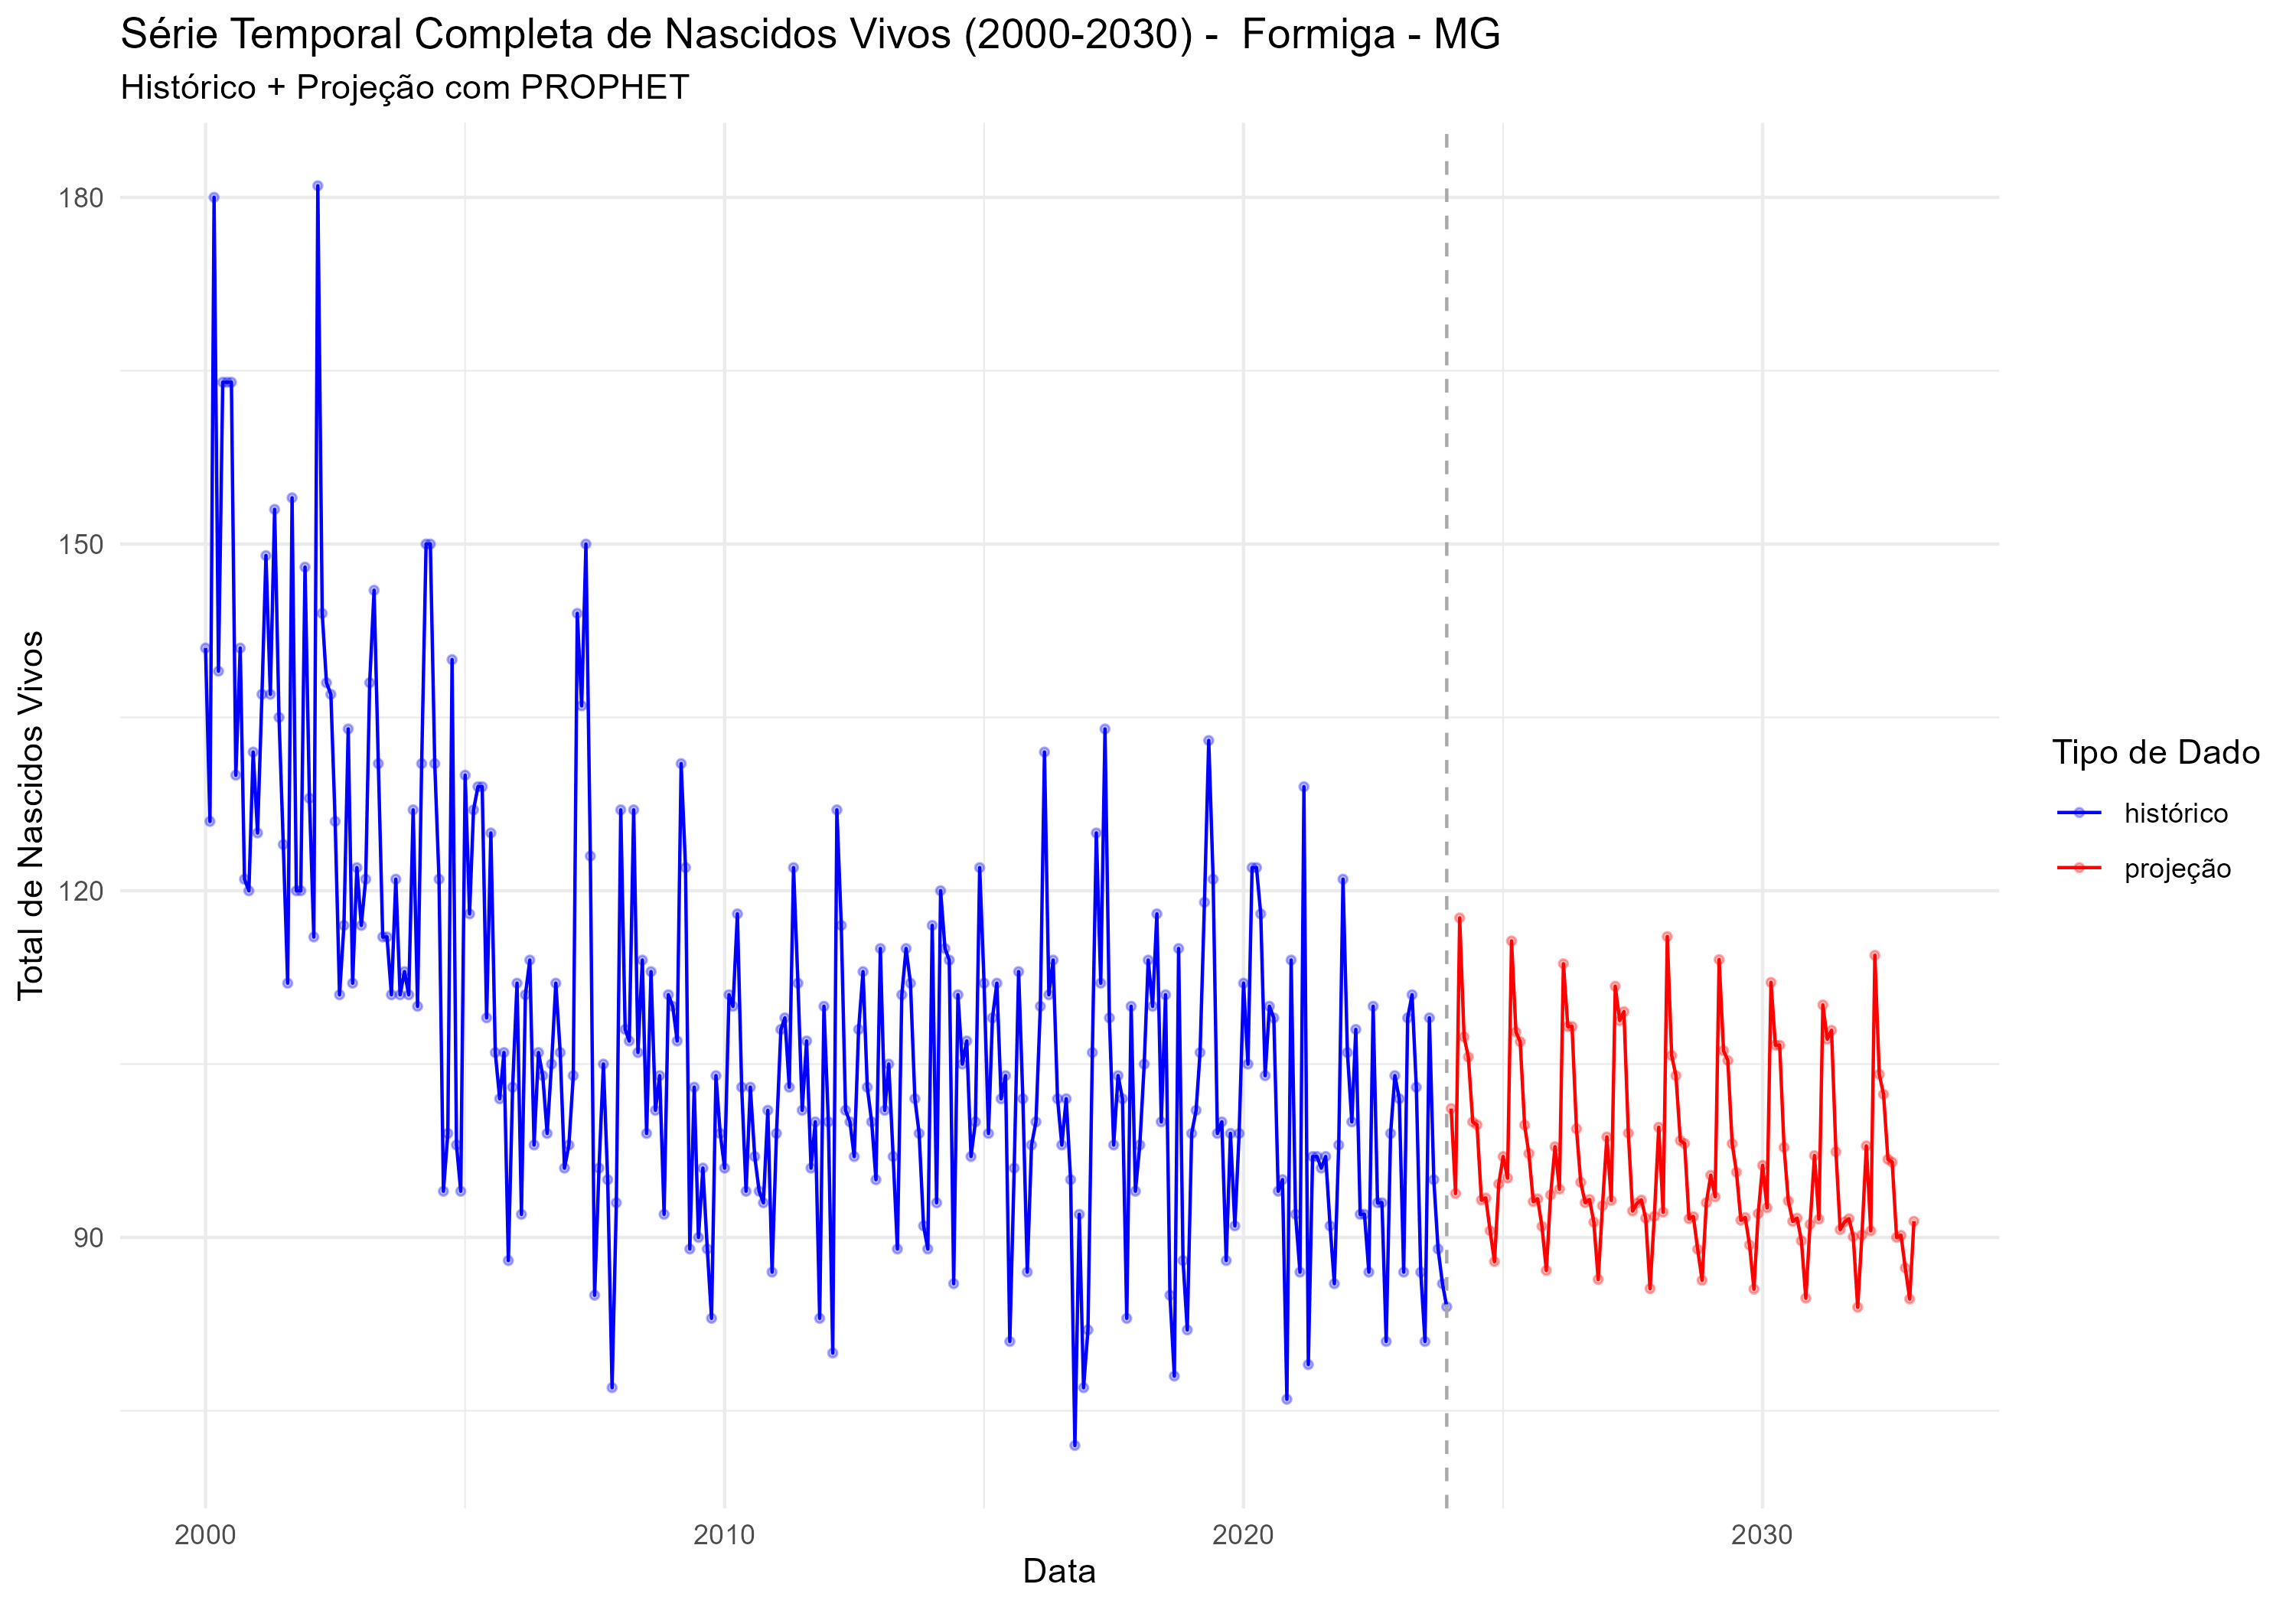 Série Temporal Completa de Nascidos Vivos (2000-2030) -  Formiga - MG
Histórico + Projeção com PROPHET
Total de Nascidos Vivos
180
150
120
90
2000
2010
2020
2030
Data
Tipo de Dado
histórico
projeção